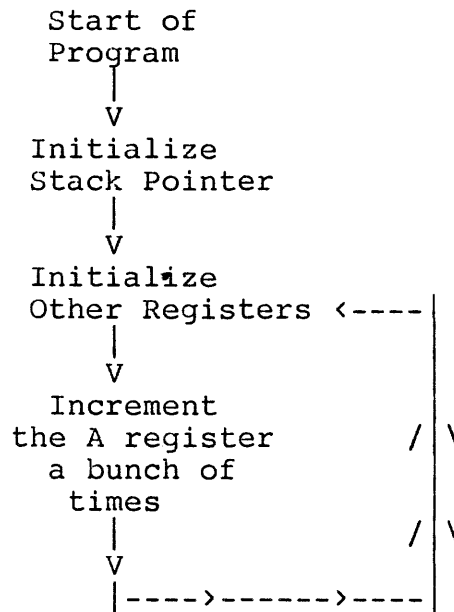 Start of
Program
|
V
Initialize
Stack Pointer
|
V
Initialize
Other Registers <----|
|
V
Increment
the A register
a bunch of
times
|
V
|---->------>----|